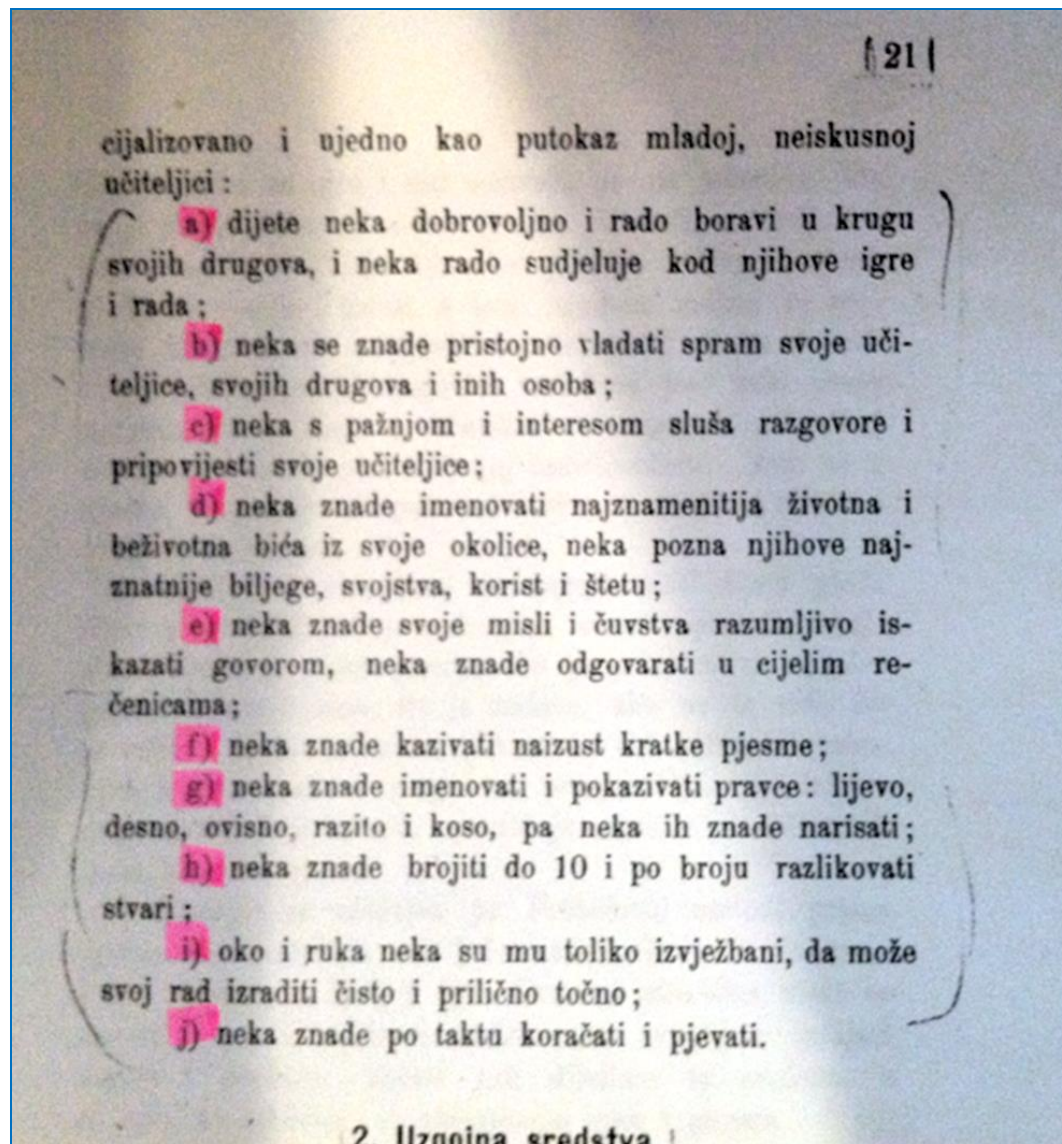 21
cijalizovano i ujedno kao putokaz mladoj, neiskusnoj
učiteljici :
a) dijete neka dobrovoljno i rado boravi u krugu
svojih drugova, i neka rado sudjeluje kod njihove igre
i rada ;
b) neka se znade pristojno vladati spram svoje uči-
teljice, svojih drugova i inih osoba ;
c) neka s pažnjom i interesom sluša razgovore i
pripovijesti svoje učiteljice ;
d) neka znade imenovati najznamenitija životna i
beživotna bića iz svoje okolice, neka pozna njihove naj-
znatnije biljege, svojstva, korist i štetu ;
e) neka znade svoje misli i čuvstva razumljivo is-
kazati govorom, neka znade odgovarati u cijelim re-
čenicama ;
f) neka znade kazivati naizust kratke pjesme ;
g) neka znade imenovati i pokazivati pravce: lijevo,
desno, ovisno, razito i koso, pa neka ih znade narisati ;
h) neka znade brojiti do 10 i po broju razlikovati
stvari ;
i) oko i ruka neka su mu toliko izvježbani, da može
svoj rad izraditi čisto i prilično točno ;
j) neka znade po taktu koračati i pjevati.
2. Uzgojna sredstva